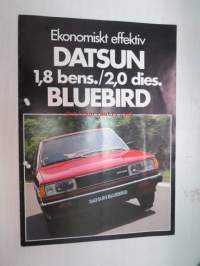 Ekonomiskt effektiv
DATSUN
1,8 bens./2,0 dies.
BLUEBIRD
DATSUN BLUEBIRD